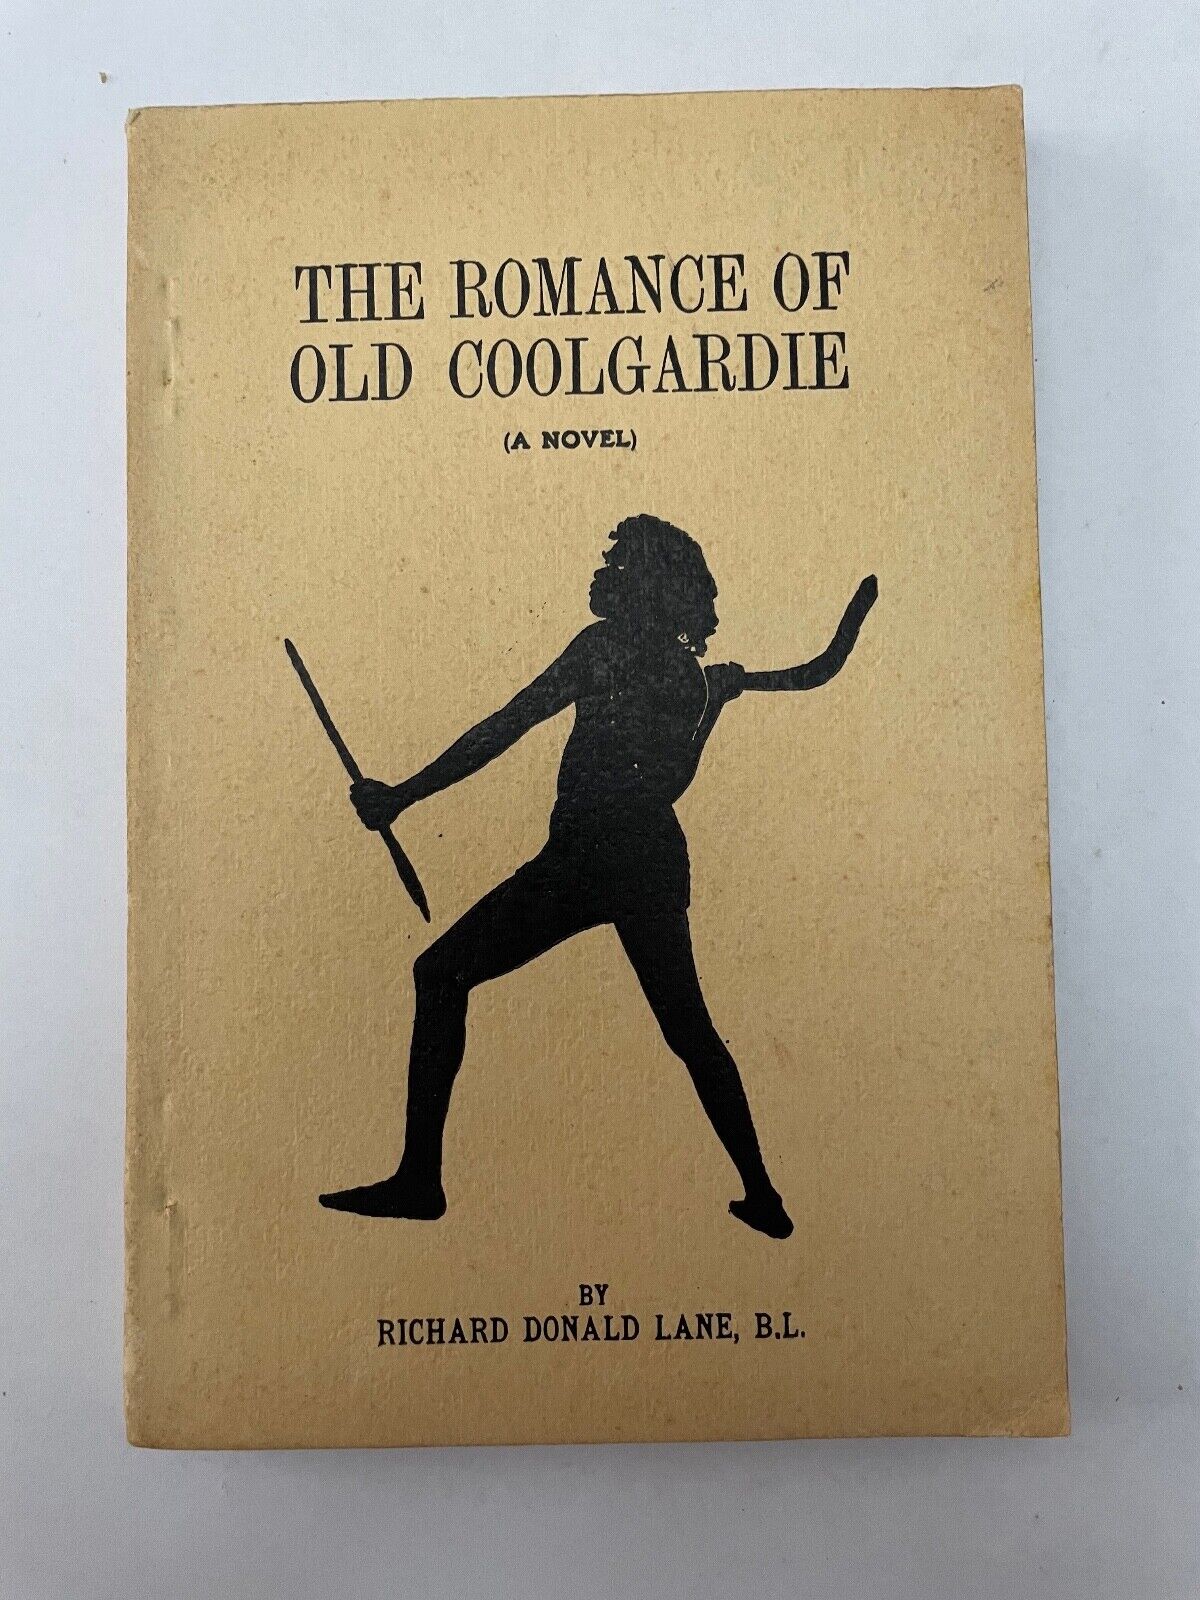 THE ROMANCE OF
OLD COOLGARDIE
(A NOVEL)
BY
RICHARD DONALD LANE, B.L.